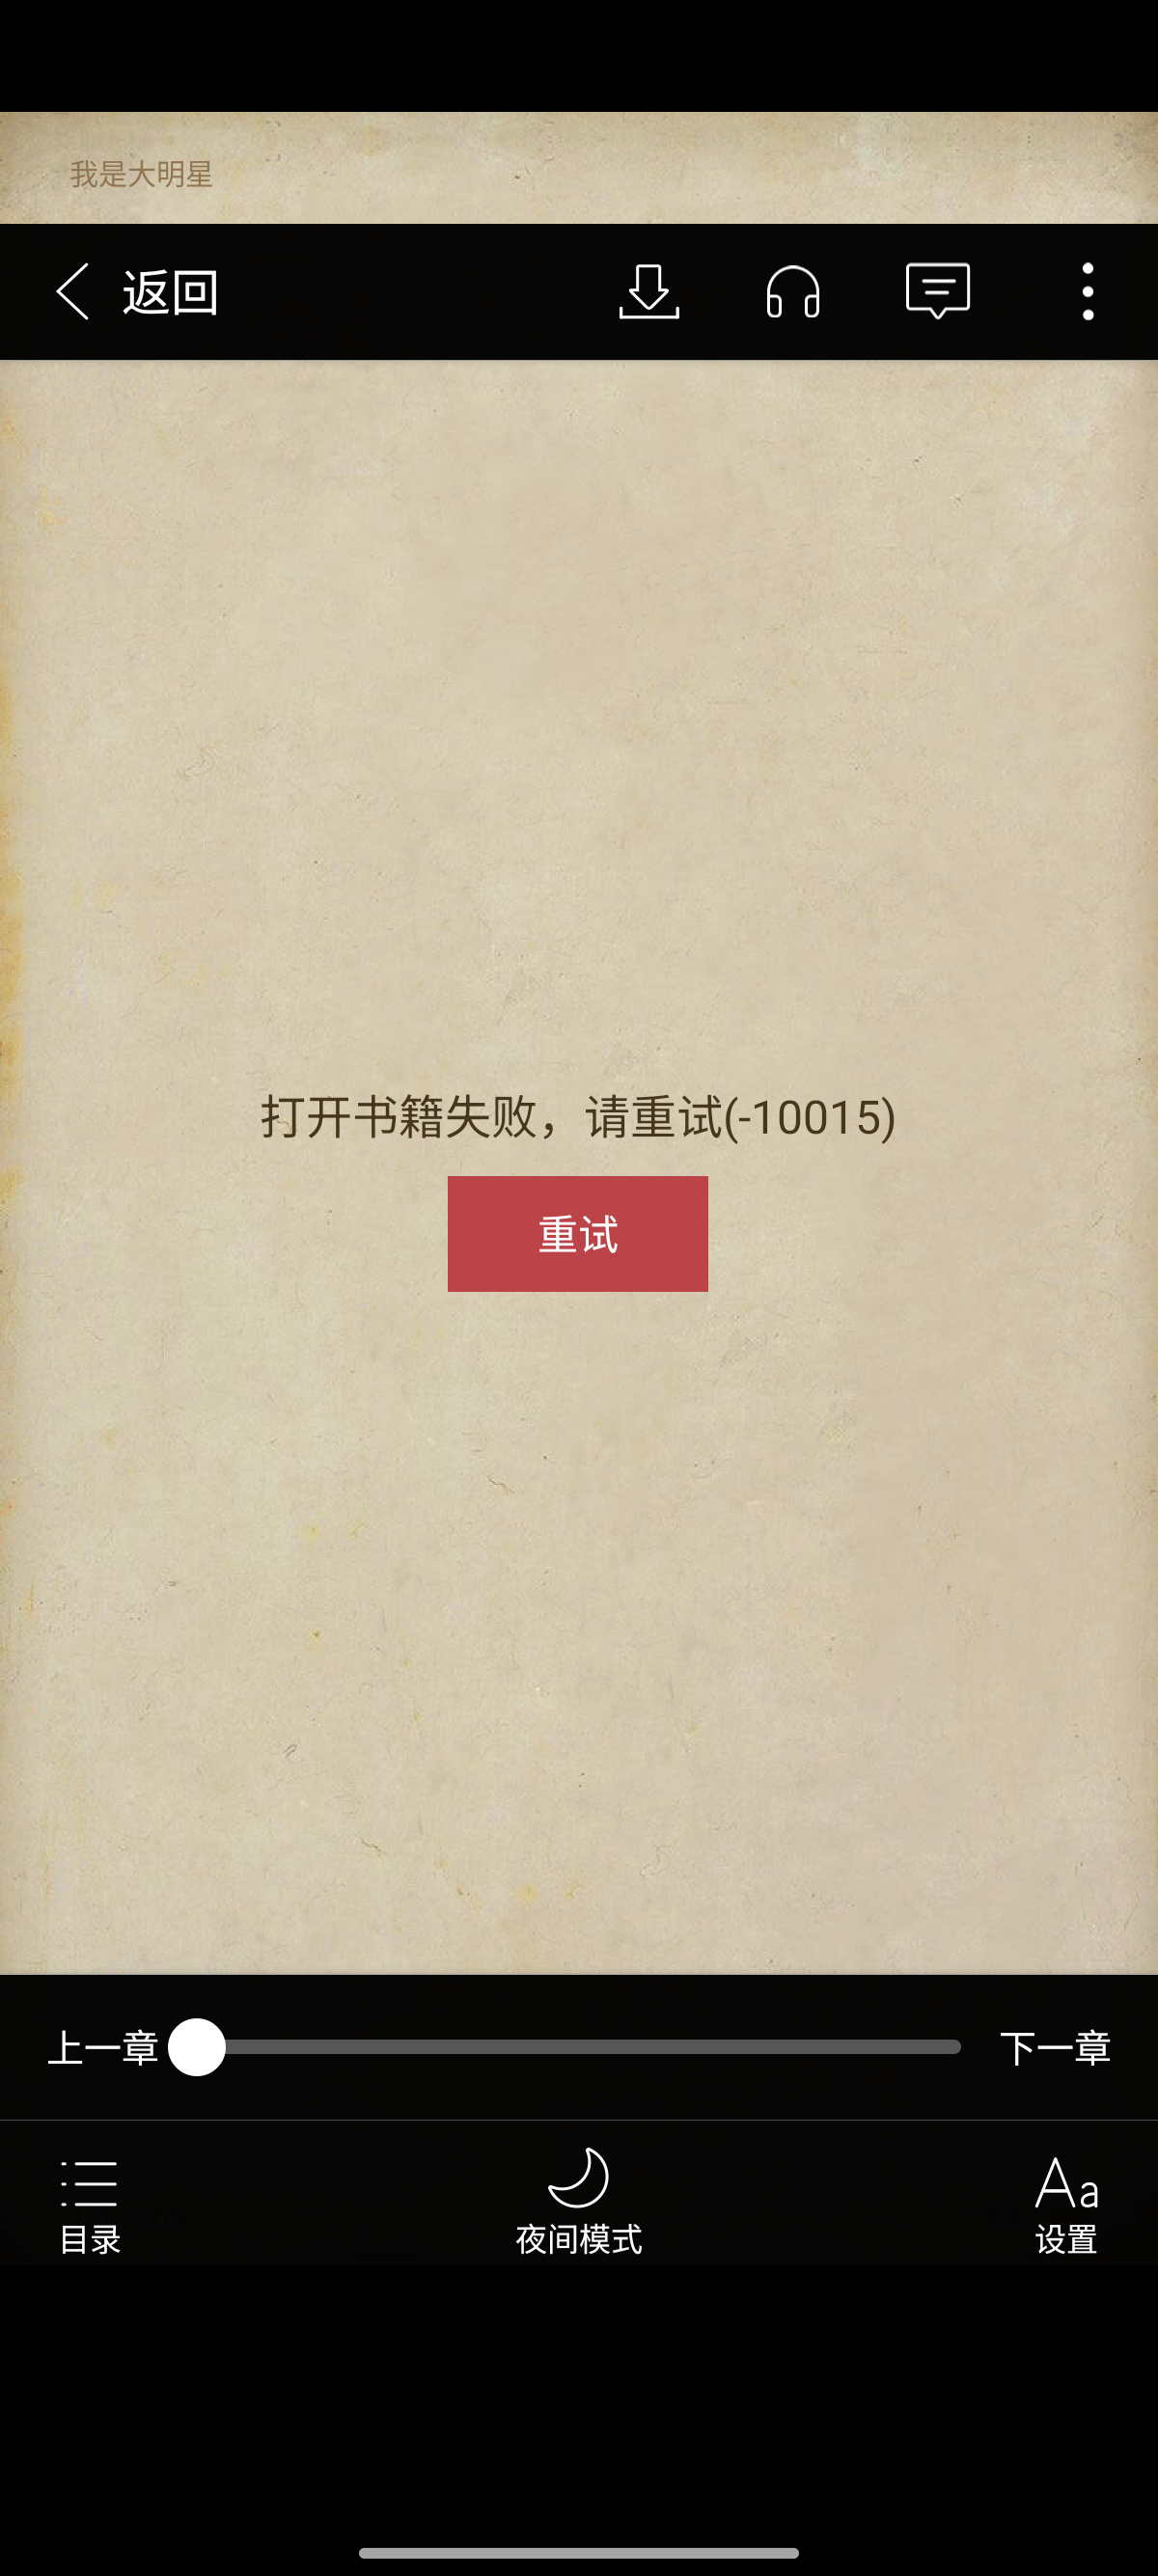 我是大明星
返回
打开书籍失败，请重试(-10015)
重试
上一章
下一章
Aa
目录
夜间模式
设置